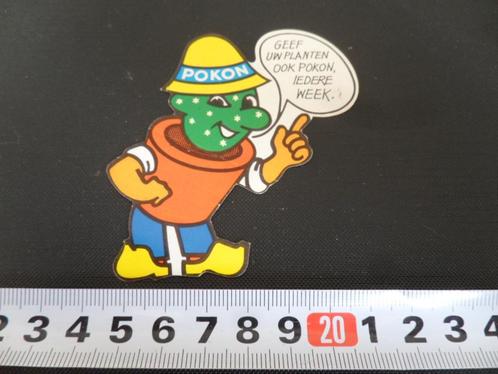 POKON
GEEF
UW PLANTEN
OOK POKON,
IEDERE
WEEK.
2 3 4 5 6 7 8 9 20 1 2 3 4